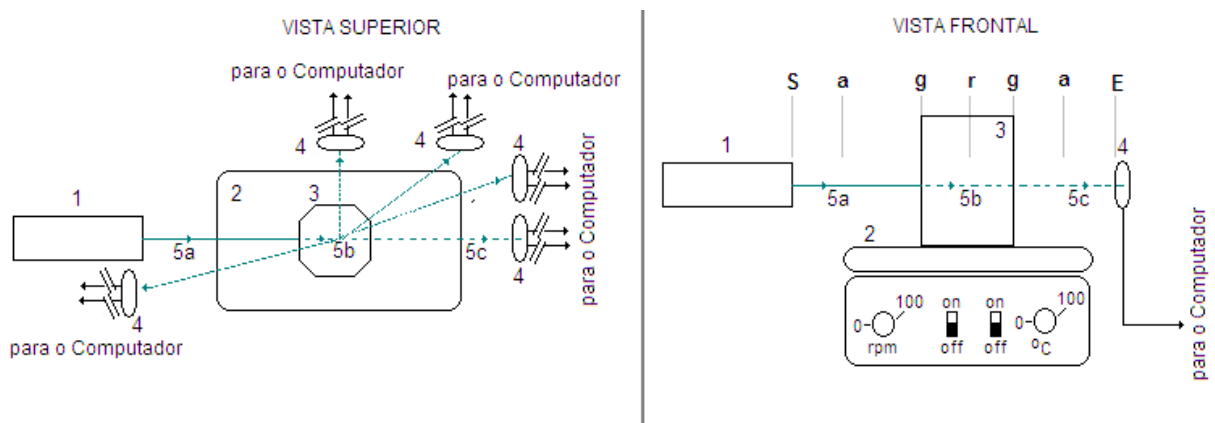 VISTA SUPERIOR
para o Computador
para o Computador
4
4
4
2
3
1
5a
5b
5c
4
4
para o Computador
para o Computador
VISTA FRONTAL
S a g r g a E
1
3
4
5a
5b
5c
2
0 100 on on 0 100
rpm off off °C
para o Computador